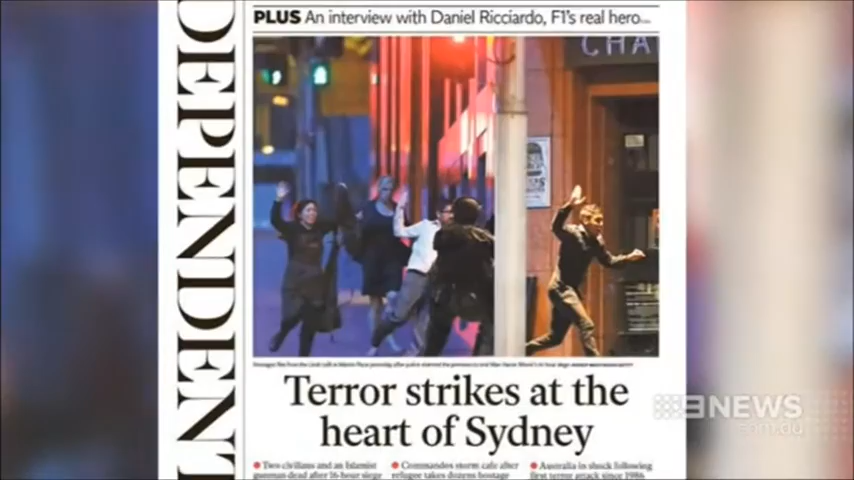 DEPENDENT
PLUS An interview with Daniel Ricciardo, F1's real hero
CHA
Terror strikes at the
heart of Sydney
Two civilians and an Islamist
gunman dead after 16-hour siege
Commandos storm cafe after
refugee takes dozens hostage
Australia in shock following
first terror attack since 1986
9NEWS
.com.au